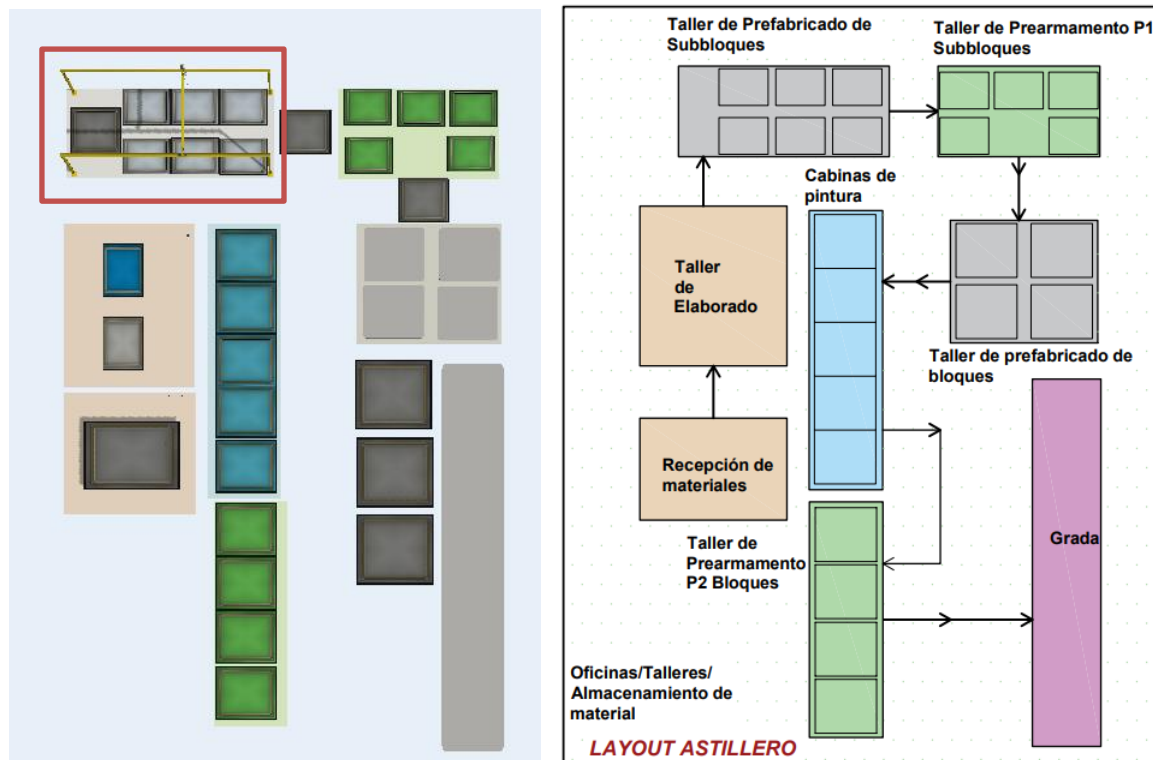 Taller de Prefabricado de
Subbloques
Taller de Prearmamento P1
Subbloques
Cabinas de
pintura
Taller
de
Elaborado
Taller de prefabricado de
bloques
Recepción de
materiales
Taller de
Prearmamento
P2 Bloques
Grada
Oficinas/Talleres/
Almacenamiento de
material
LAYOUT ASTILLERO